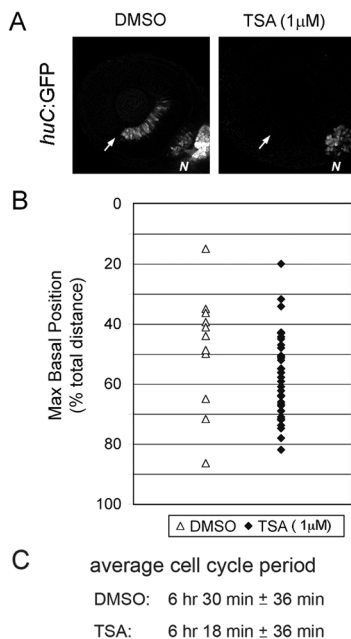 A
DMSO TSA (1μM)
huC:GFP
N N
B
Max Basal Position
(% total distance)
0
20
40
60
80
100
△ DMSO ◆ TSA (1μM)
C average cell cycle period
DMSO: 6 hr 30 min ± 36 min
TSA: 6 hr 18 min ± 36 min